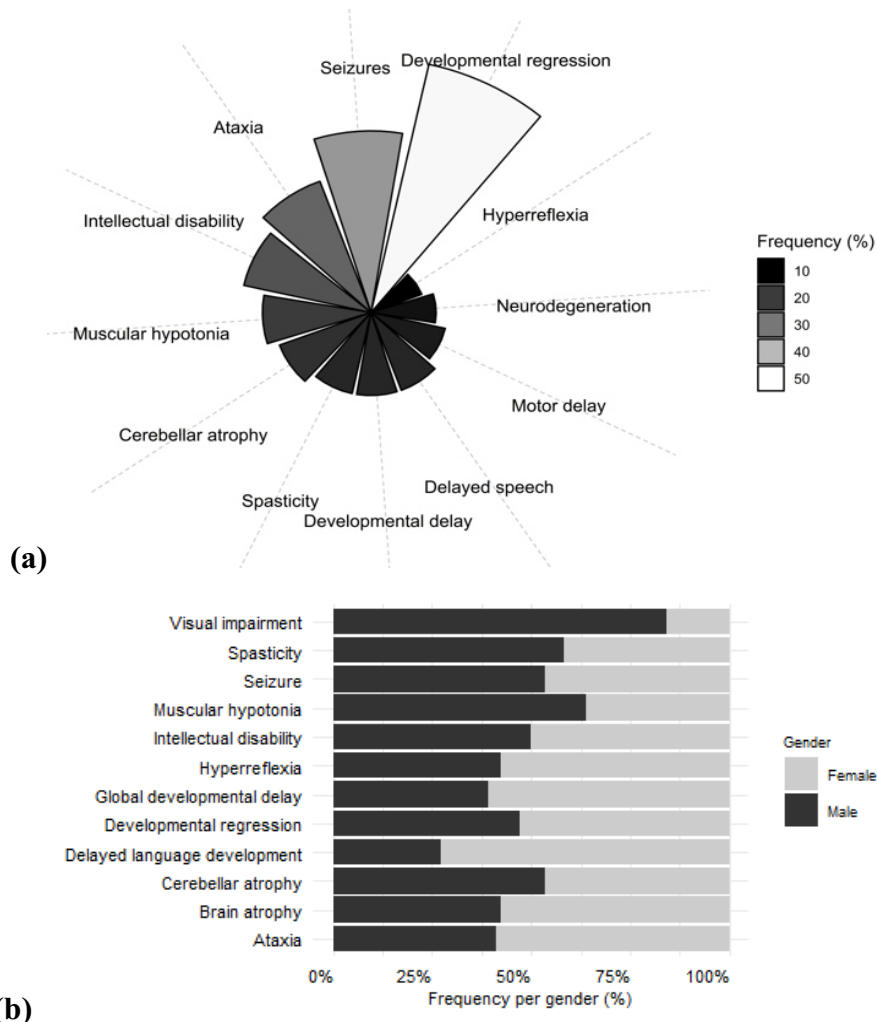 Developmental regression
Seizures
Ataxia
Hyperreflexia
Intellectual disability
Frequency (%)
10
20
30
40
50
Neurodegeneration
Muscular hypotonia
Motor delay
Cerebellar atrophy
Delayed speech
Spasticity
Developmental delay
(a)
Visual impairment
Spasticity
Seizure
Muscular hypotonia
Intellectual disability
Hyperreflexia
Global developmental delay
Developmental regression
Delayed language development
Cerebellar atrophy
Brain atrophy
Ataxia
Gender
Female
Male
0% 25% 50% 75% 100%
Frequency per gender (%)
(b)